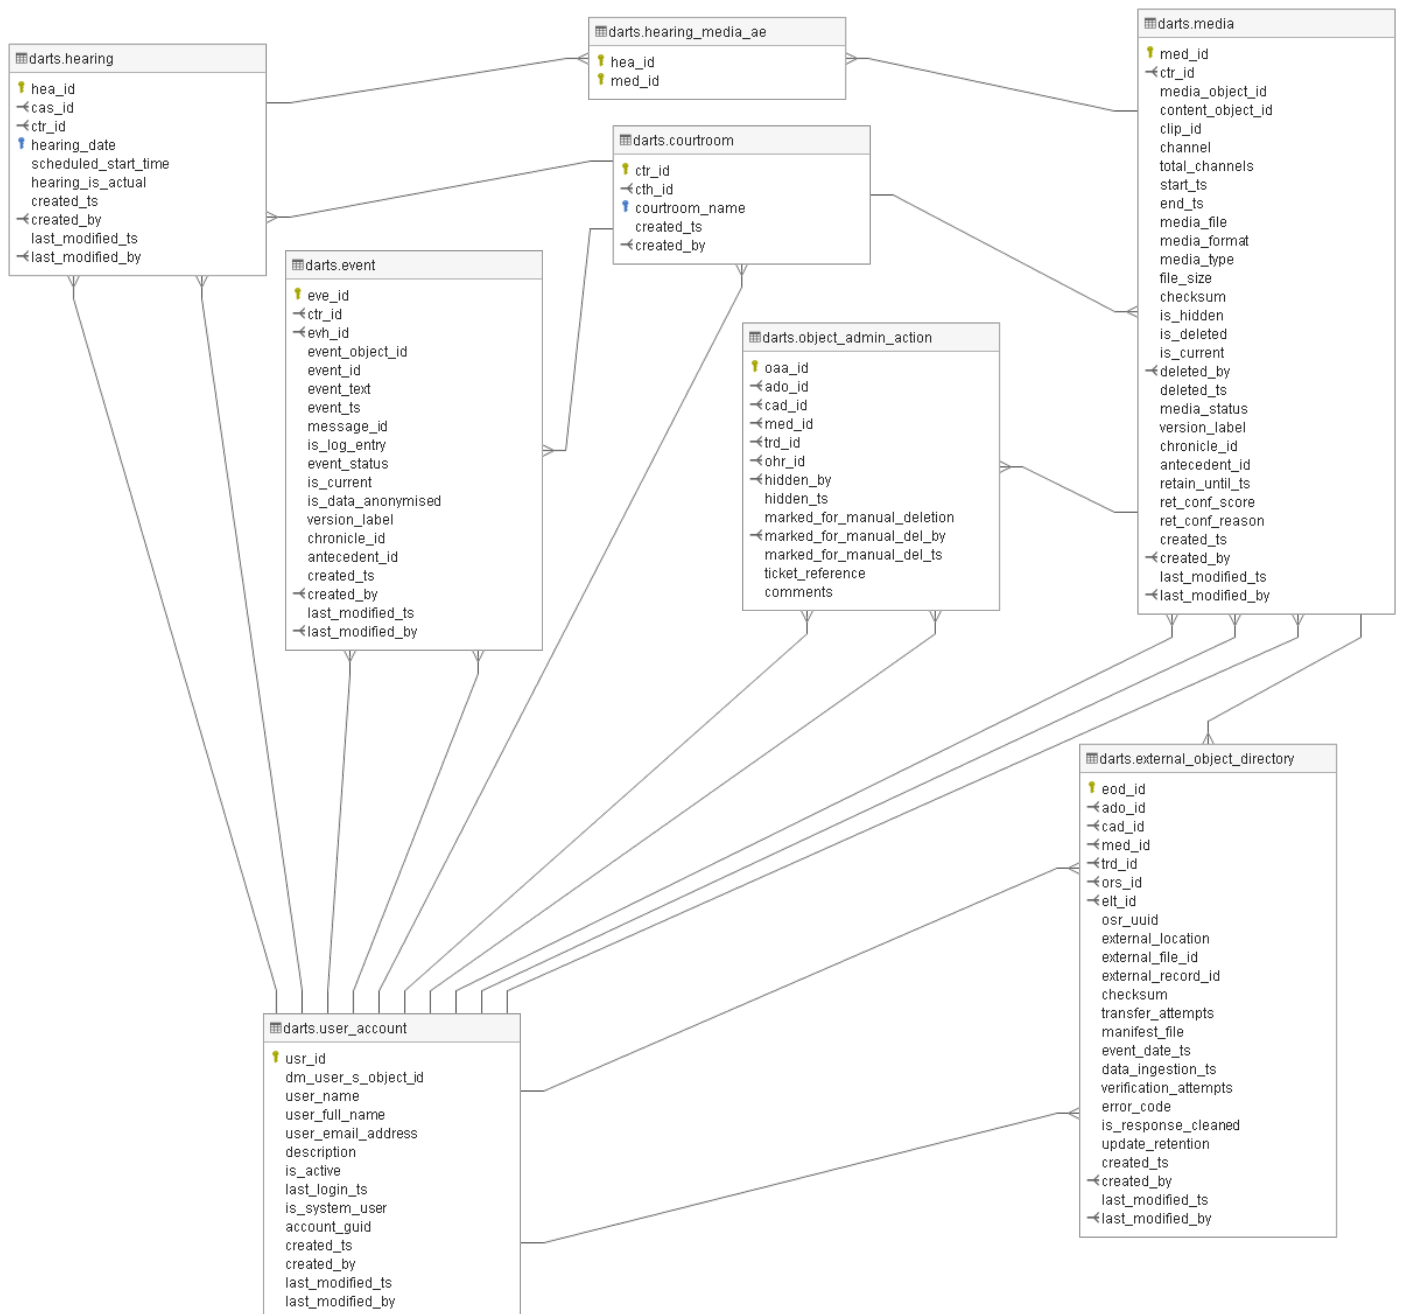 darts.hearing
hea_id
cas_id
ctr_id
hearing_date
scheduled_start_time
hearing_is_actual
created_ts
created_by
last_modified_ts
last_modified_by
darts.hearing_media_ae
hea_id
med_id
darts.media
med_id
ctr_id
media_object_id
content_object_id
clip_id
channel
total_channels
start_ts
end_ts
media_file
media_format
media_type
file_size
checksum
is_hidden
is_deleted
is_current
deleted_by
deleted_ts
media_status
version_label
chronicle_id
antecedent_id
retain_until_ts
ret_conf_score
ret_conf_reason
created_ts
created_by
last_modified_ts
last_modified_by
darts.courtroom
ctr_id
cth_id
courtroom_name
created_ts
created_by
darts.event
eve_id
ctr_id
evh_id
event_object_id
event_id
event_text
event_ts
message_id
is_log_entry
event_status
is_current
is_data_anonymised
version_label
chronicle_id
antecedent_id
created_ts
created_by
last_modified_ts
last_modified_by
darts.object_admin_action
oaa_id
ado_id
cad_id
med_id
trd_id
ohr_id
hidden_by
hidden_ts
marked_for_manual_deletion
marked_for_manual_del_by
marked_for_manual_del_ts
ticket_reference
comments
darts.external_object_directory
eod_id
ado_id
cad_id
med_id
trd_id
ors_id
elt_id
osr_uuid
external_location
external_file_id
external_record_id
checksum
transfer_attempts
manifest_file
event_date_ts
data_ingestion_ts
verification_attempts
error_code
is_response_cleaned
update_retention
created_ts
created_by
last_modified_ts
last_modified_by
darts.user_account
usr_id
dm_user_s_object_id
user_name
user_full_name
user_email_address
description
is_active
last_login_ts
is_system_user
account_guid
created_ts
created_by
last_modified_ts
last_modified_by